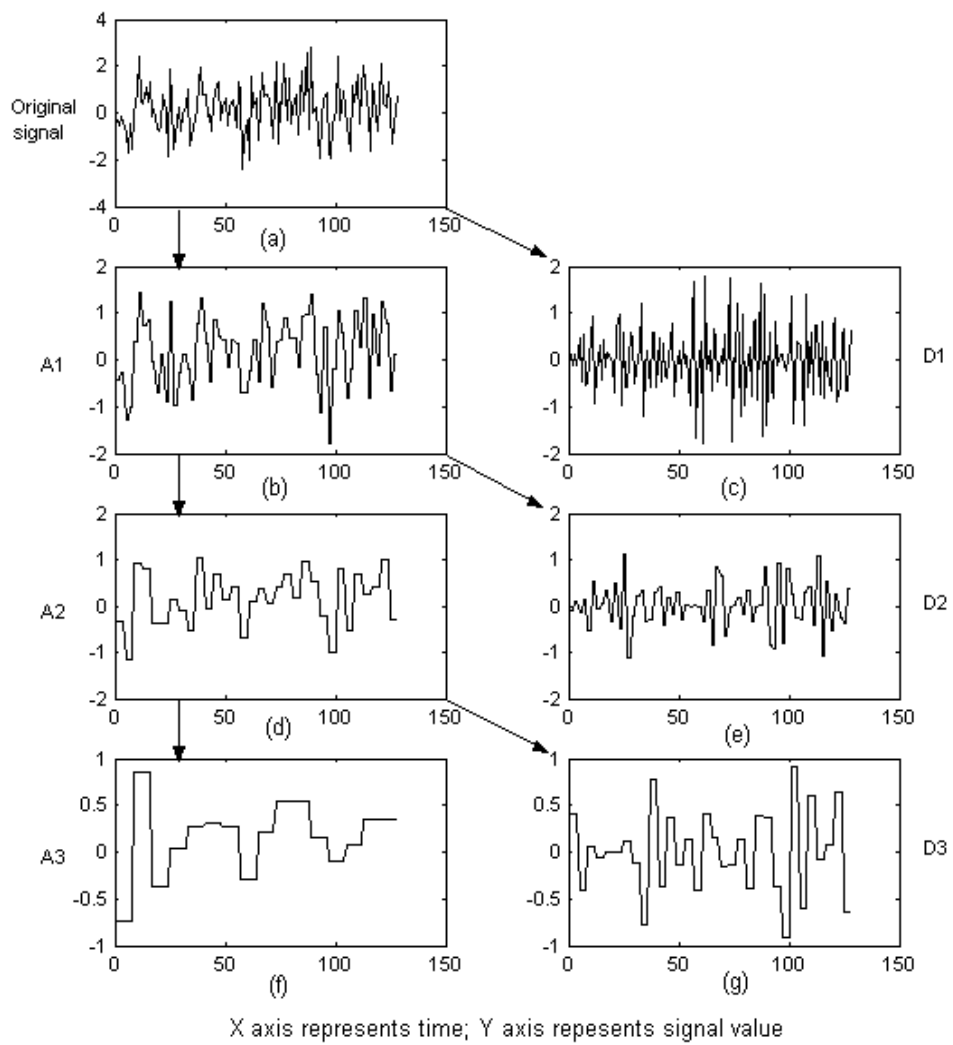 4
2
0
-2
-4
Original
signal
0 50 100 150
(a)
2
1
0
-1
-2
A1
0 50 100 150
(b)
2
1
0
-1
-2
D1
0 50 100 150
(c)
2
1
0
-1
-2
A2
0 50 100 150
(d)
2
1
0
-1
-2
D2
0 50 100 150
(e)
1
0.5
0
-0.5
-1
A3
0 50 100 150
(f)
1
0.5
0
-0.5
-1
D3
0 50 100 150
(g)
X axis represents time; Y axis repesents signal value